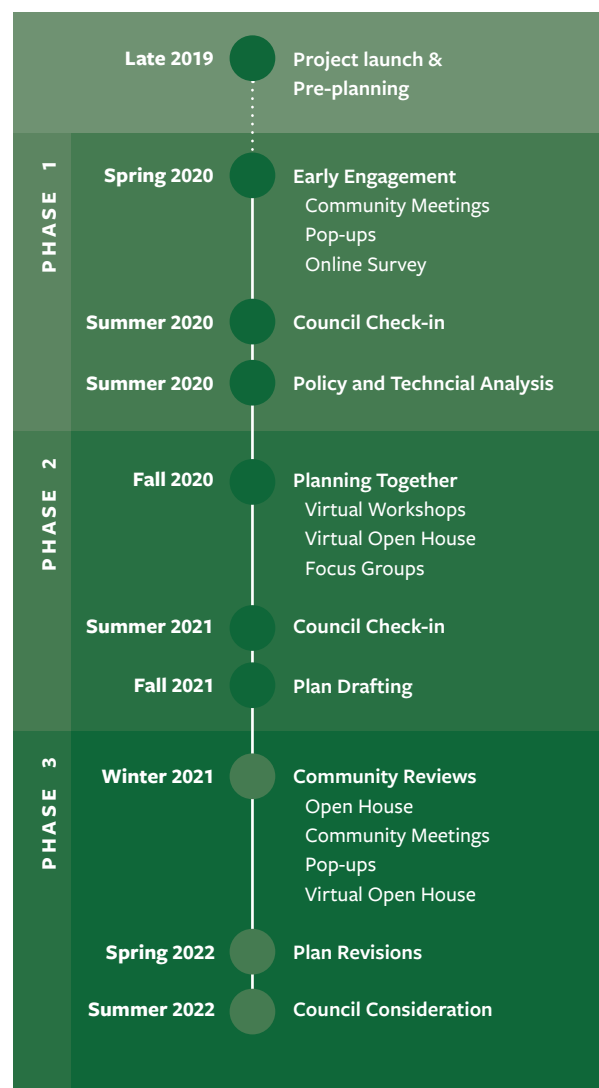 Late 2019
Project launch &
Pre-planning
PHASE 1
Spring 2020
Early Engagement
Community Meetings
Pop-ups
Online Survey
Summer 2020
Council Check-in
Summer 2020
Policy and Techncial Analysis
PHASE 2
Fall 2020
Planning Together
Virtual Workshops
Virtual Open House
Focus Groups
Summer 2021
Council Check-in
Fall 2021
Plan Drafting
PHASE 3
Winter 2021
Community Reviews
Open House
Community Meetings
Pop-ups
Virtual Open House
Spring 2022
Plan Revisions
Summer 2022
Council Consideration